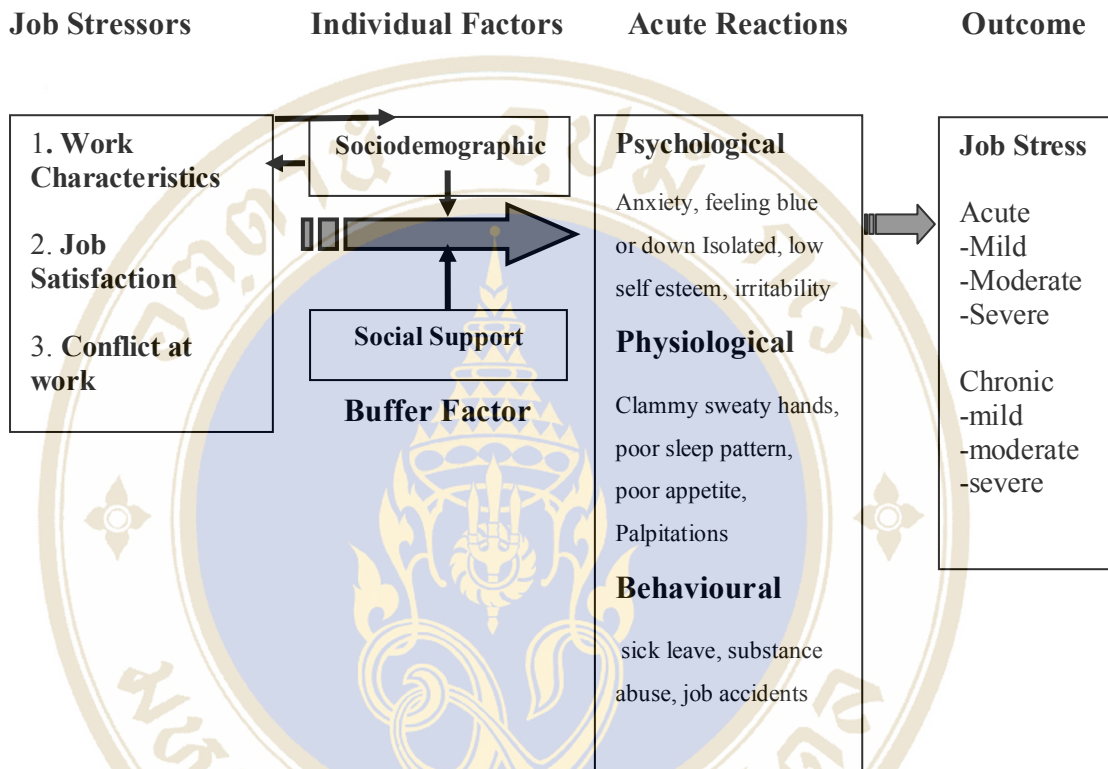 Job Stressors
Individual Factors
Acute Reactions
Outcome
1. Work
Characteristics
2. Job
Satisfaction
3. Conflict at
work
Sociodemographic
Social Support
Buffer Factor
Psychological
Anxiety, feeling blue
or down Isolated, low
self esteem, irritability
Physiological
Clammy sweaty hands,
poor sleep pattern,
poor appetite,
Palpitations
Behavioural
sick leave, substance
abuse, job accidents
Job Stress
Acute
-Mild
-Moderate
-Severe
Chronic
-mild
-moderate
-severe